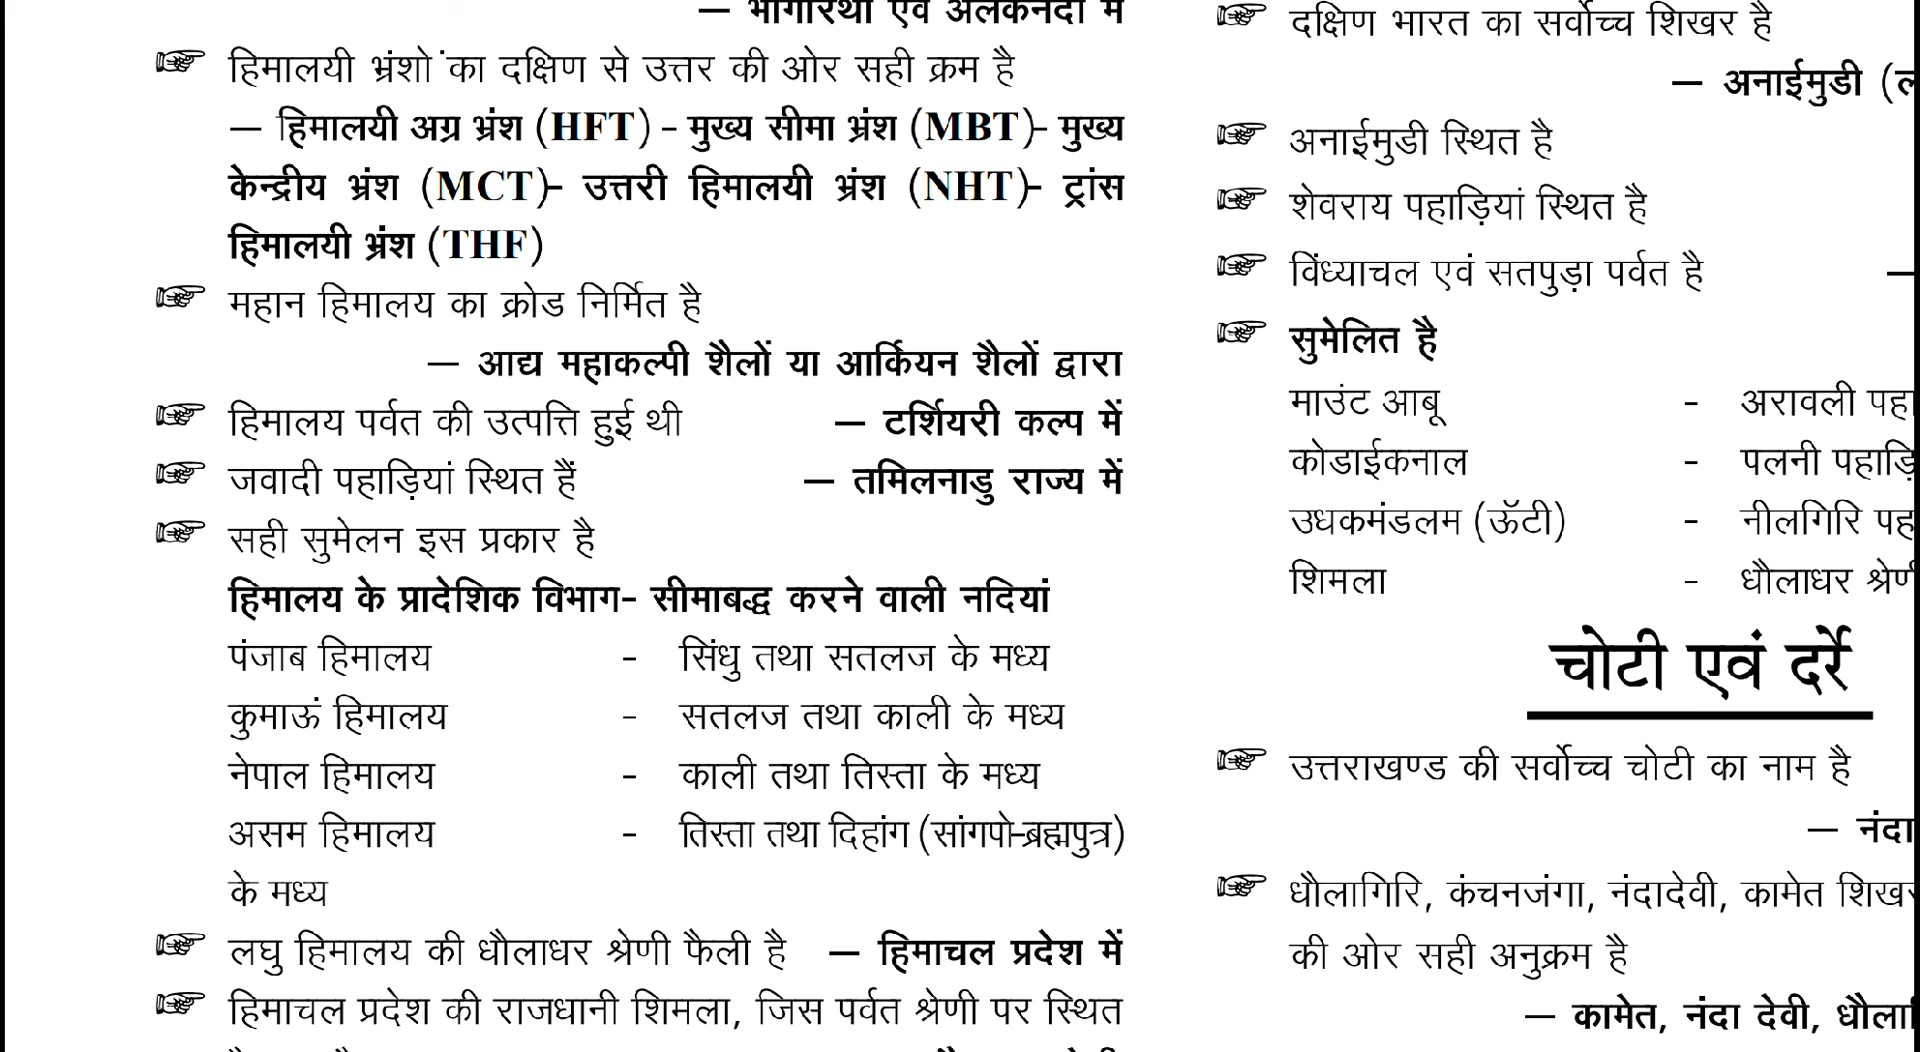 — भागीरथी एवं अलकनंदा में
हिमालयी भ्रंशों का दक्षिण से उत्तर की ओर सही क्रम है
— हिमालयी अग्र भ्रंश (HFT) - मुख्य सीमा भ्रंश (MBT)- मुख्य
केन्द्रीय भ्रंश (MCT)- उत्तरी हिमालयी भ्रंश (NHT)- ट्रांस
हिमालयी भ्रंश (THF)
महान हिमालय का क्रोड निर्मित है
— आद्य महाकल्पी शैलों या आर्कियन शैलों द्वारा
हिमालय पर्वत की उत्पत्ति हुई थी — टर्शियरी कल्प में
जवादी पहाड़ियां स्थित हैं — तमिलनाडु राज्य में
सही सुमेलन इस प्रकार है
हिमालय के प्रादेशिक विभाग- सीमाबद्ध करने वाली नदियां
पंजाब हिमालय - सिंधु तथा सतलज के मध्य
कुमाऊं हिमालय - सतलज तथा काली के मध्य
नेपाल हिमालय - काली तथा तिस्ता के मध्य
असम हिमालय - तिस्ता तथा दिहांग (सांगपो-ब्रह्मपुत्र)
के मध्य
लघु हिमालय की धौलाधर श्रेणी फैली है — हिमाचल प्रदेश में
हिमाचल प्रदेश की राजधानी शिमला, जिस पर्वत श्रेणी पर स्थित
दक्षिण भारत का सर्वोच्च शिखर है
— अनाईमुडी
अनाईमुडी स्थित है
शेवराय पहाड़ियां स्थित है
विंध्याचल एवं सतपुड़ा पर्वत है —
सुमेलित है
माउंट आबू - अरावली
कोडाईकनाल - पलनी
उधकमंडलम (ऊॅटी) - नीलगिरि
शिमला - धौलाधर
चोटी एवं दर्रे
उत्तराखण्ड की सर्वोच्च चोटी का नाम है
— नंदा
धौलागिरि, कंचनजंगा, नंदादेवी, कामेत
की ओर सही अनुक्रम है
— कामेत, नंदा देवी,